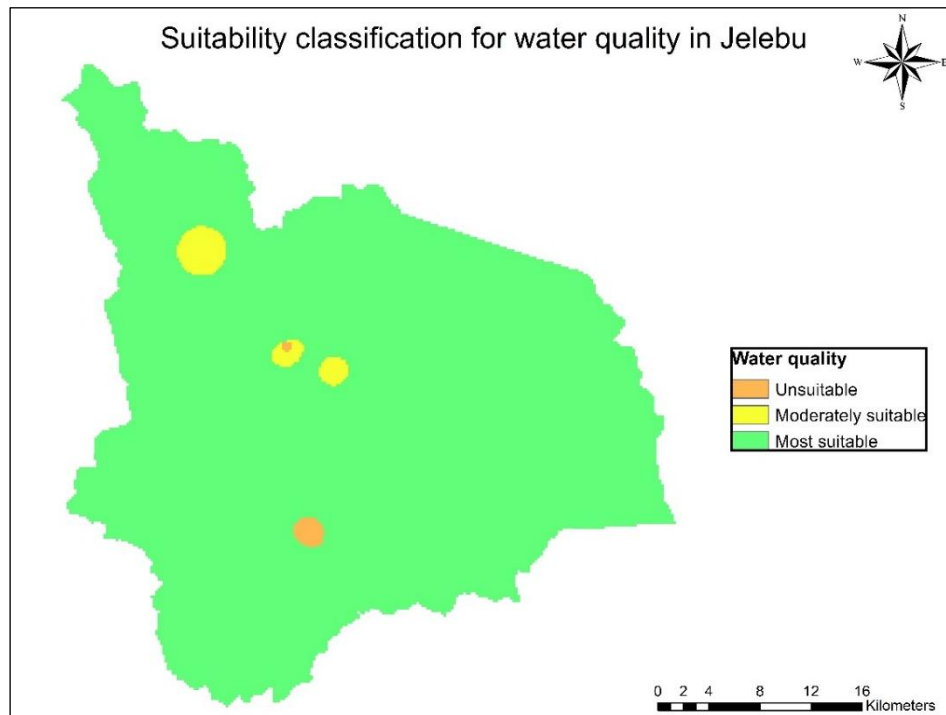 Suitability classification for water quality in Jelebu
N
W E
S
Water quality
Unsuitable
Moderately suitable
Most suitable
0 2 4 8 12 16
Kilometers